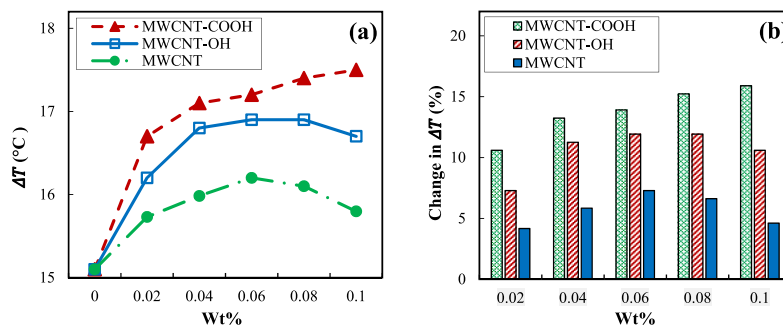 18
17
16
15
ΔT (°C)
MWCNT-COOH
MWCNT-OH
MWCNT
(a)
0 0.02 0.04 0.06 0.08 0.1
Wt%
20
15
10
5
0
Change in ΔT (%)
MWCNT-COOH
MWCNT-OH
MWCNT
(b)
0.02 0.04 0.06 0.08 0.1
Wt%